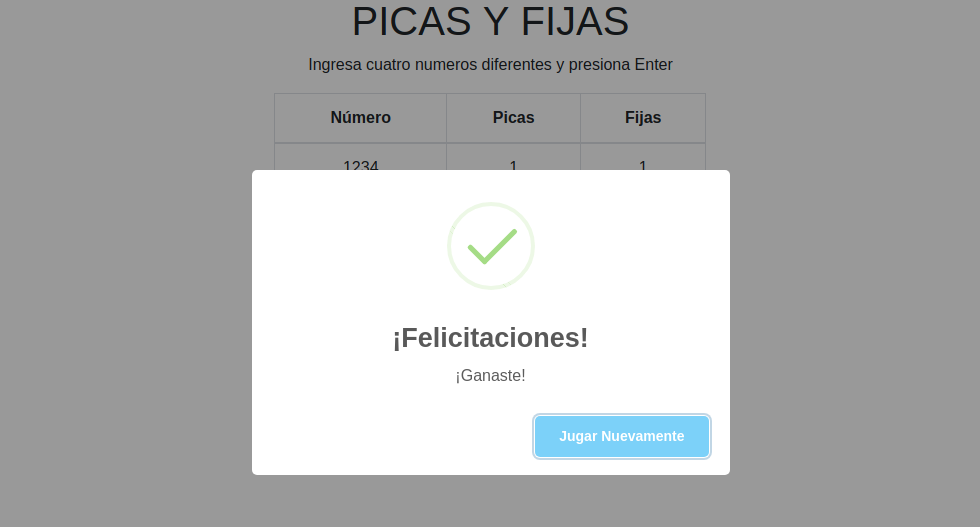 PICAS Y FIJAS
Ingresa cuatro numeros diferentes y presiona Enter
Número Picas Fijas
1234 1 1
¡Felicitaciones!
¡Ganaste!
Jugar Nuevamente